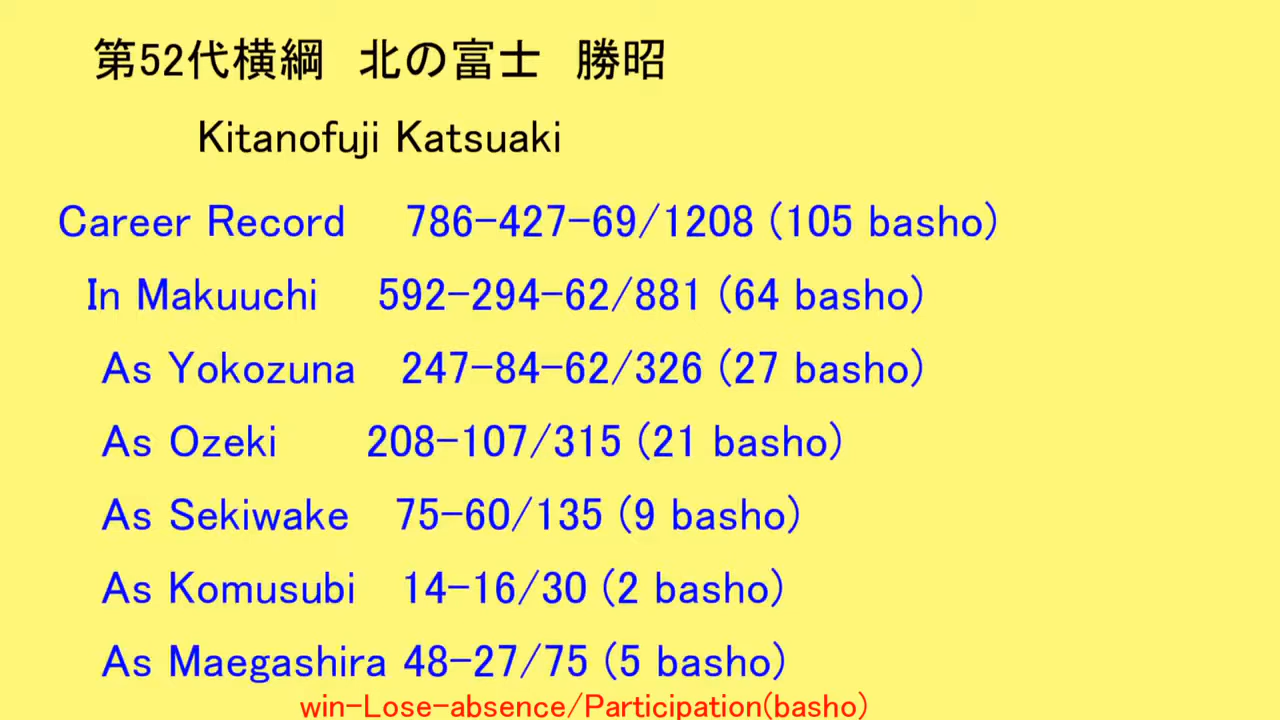 第52代横綱 北の富士 勝昭
Kitanofuji Katsuaki
Career Record 786-427-69/1208 (105 basho)
In Makuuchi 592-294-62/881 (64 basho)
As Yokozuna 247-84-62/326 (27 basho)
As Ozeki 208-107/315 (21 basho)
As Sekiwake 75-60/135 (9 basho)
As Komusubi 14-16/30 (2 basho)
As Maegashira 48-27/75 (5 basho)
win-Lose-absence/Participation(basho)